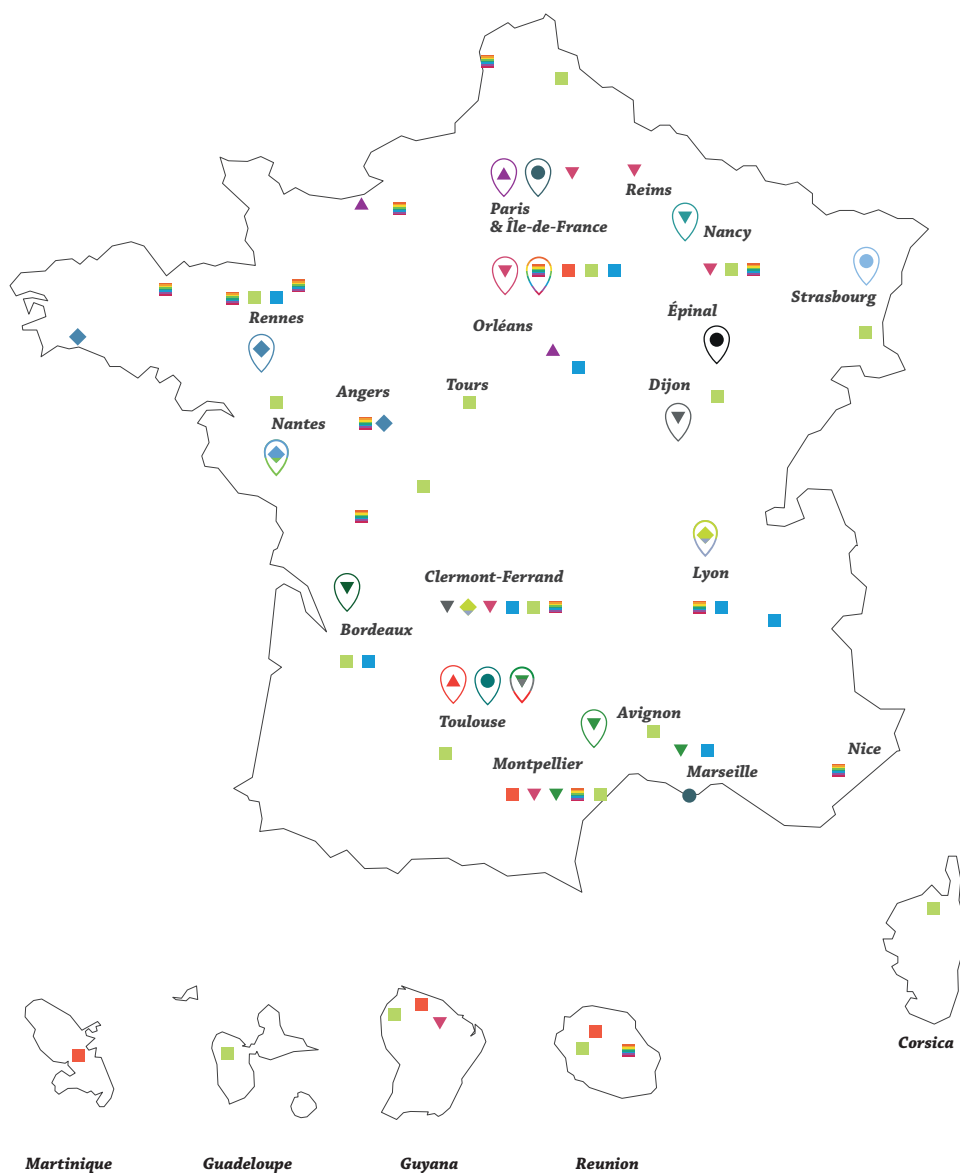 Reims
Paris
& Île-de-France
Nancy
Strasbourg
Épinal
Rennes
Orléans
Angers
Tours
Dijon
Nantes
Clermont-Ferrand
Lyon
Bordeaux
Toulouse
Avignon
Montpellier
Marseille
Nice
Corsica
Martinique
Guadeloupe
Guyana
Reunion